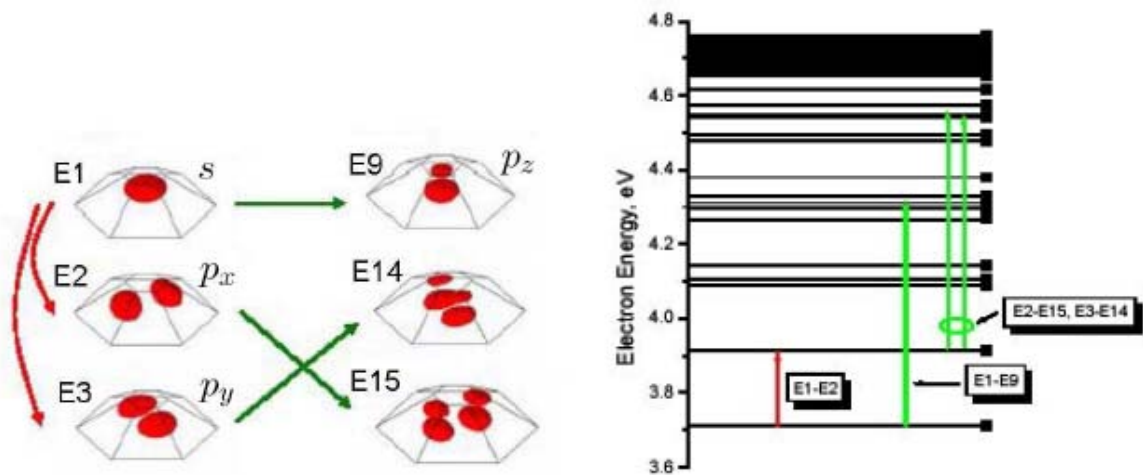 E1
s
E9
p_z
E2
p_x
E14
E3
p_y
E15
Electron Energy, eV
4.8
4.6
4.4
4.2
4.0
3.8
3.6
E2-E15, E3-E14
E1-E2
E1-E9